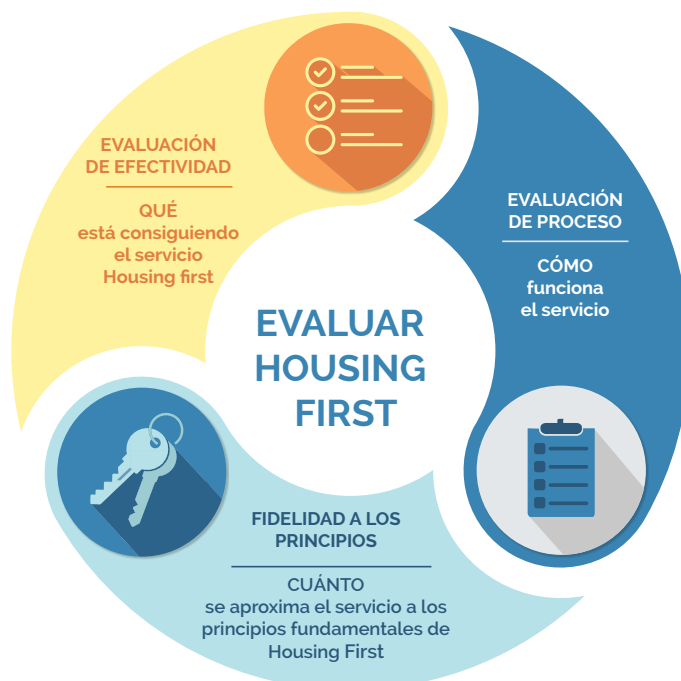 EVALUACIÓN
DE EFECTIVIDAD
QUÉ
está consiguiendo
el servicio
Housing first
EVALUACIÓN
DE PROCESO
CÓMO
funciona
el servicio
EVALUAR
HOUSING
FIRST
FIDELIDAD A LOS
PRINCIPIOS
CUÁNTO
se aproxima el servicio a los
principios fundamentales de
Housing First